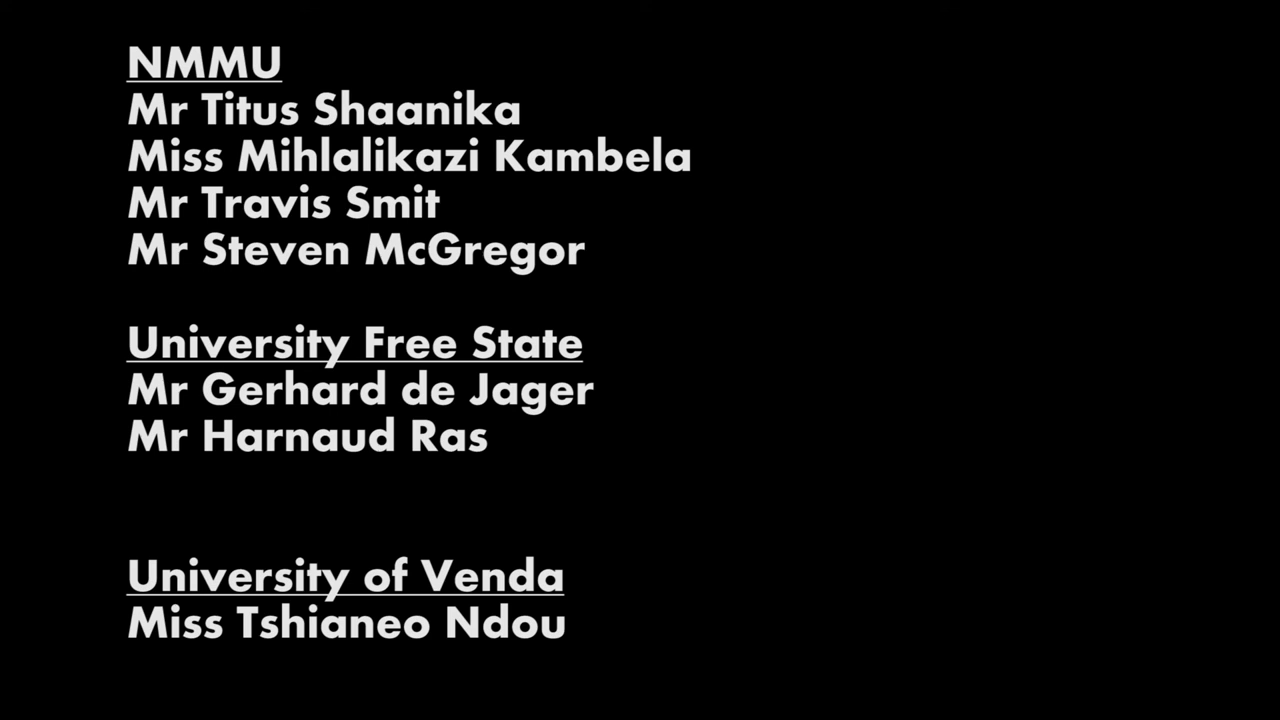 NMMU
Mr Titus Shaanika
Miss Mihlalikazi Kambela
Mr Travis Smit
Mr Steven McGregor
University Free State
Mr Gerhard de Jager
Mr Harnaud Ras
University of Venda
Miss Tshianeo Ndou